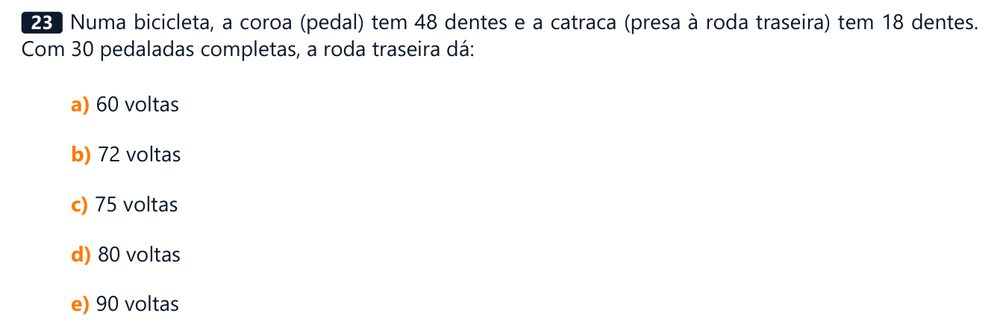 23 Numa bicicleta, a coroa (pedal) tem 48 dentes e a catraca (presa à roda traseira) tem 18 dentes.
Com 30 pedaladas completas, a roda traseira dá:
a) 60 voltas
b) 72 voltas
c) 75 voltas
d) 80 voltas
e) 90 voltas